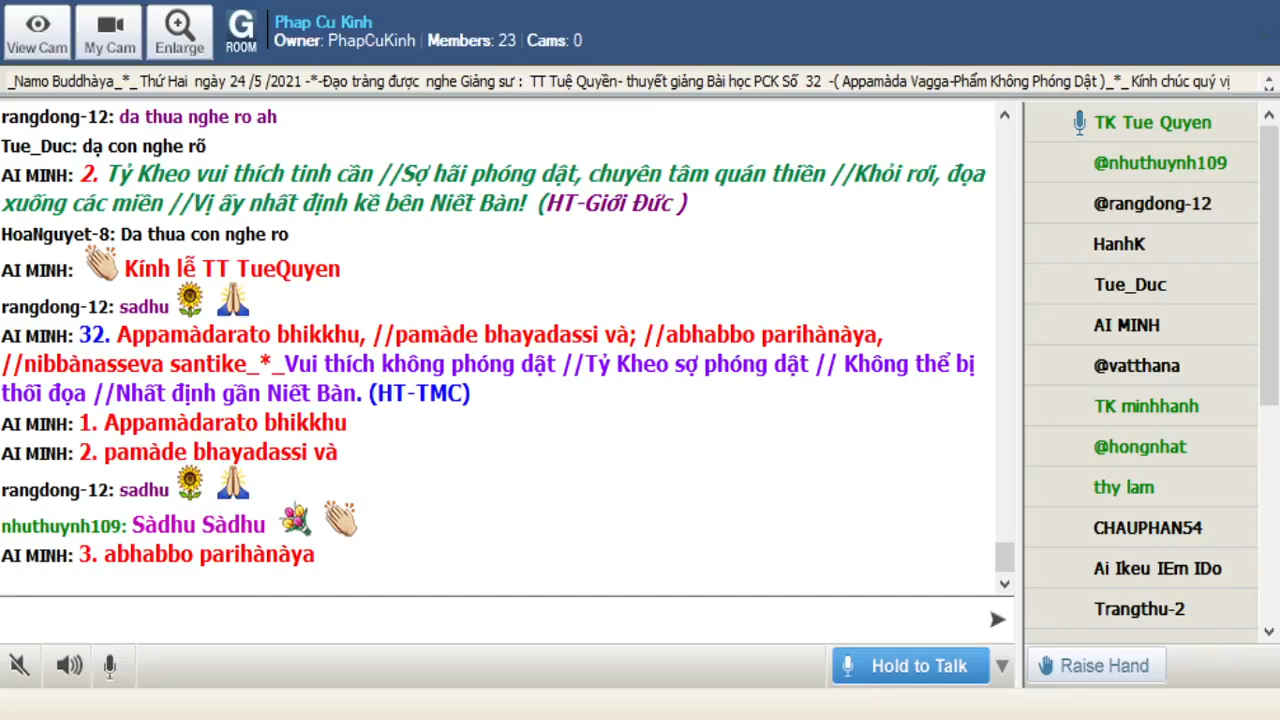 Phap Cu Kinh
View Cam
My Cam
Enlarge
G
ROOM
Owner: PhapCuKinh | Members: 23 | Cams: 0
_Namo Buddhàya_*_ Thứ Hai ngày 24 /5 /2021 -*-Đạo tràng được nghe Giảng sư : TT Tuệ Quyền- thuyết giảng Bài học PCK Số 32 -( Appamàda Vagga-Phẩm Không Phóng Dật )_*_ Kính chúc quý vị
rangdong-12: da thua nghe ro ah
Tue_Duc: dạ con nghe rõ
AI MINH: 2. Tỷ Kheo vui thích tinh cần //Sợ hãi phóng dật, chuyên tâm quán thiền //Khỏi rơi, đọa
xuống các miền //Vị ấy nhất định kề bên Niết Bàn! (HT-Giới Đức )
HoaNguyet-8: Da thua con nghe ro
AI MINH: Kính lễ TT TueQuyen
rangdong-12: sadhu
AI MINH: 32. Appamàdarato bhikkhu, //pamàde bhayadassi và; //abhabbo parihànàya,
//nibbànasseva santike_*_Vui thích không phóng dật //Tỷ Kheo sợ phóng dật // Không thể bị
thối đọa //Nhất định gần Niết Bàn. (HT-TMC)
AI MINH: 1. Appamàdarato bhikkhu
AI MINH: 2. pamàde bhayadassi và
rangdong-12: sadhu
nhuthuynh109: Sàdhu Sàdhu
AI MINH: 3. abhabbo parihànàya
TK Tue Quyen
@nhuthuynh109
@rangdong-12
HanhK
Tue_Duc
AI MINH
@vatthana
TK minhhanh
@hongnhat
thy lam
CHAUPHAN54
Ai Ikeu IEm IDo
Trangthu-2
Hold to Talk
Raise Hand